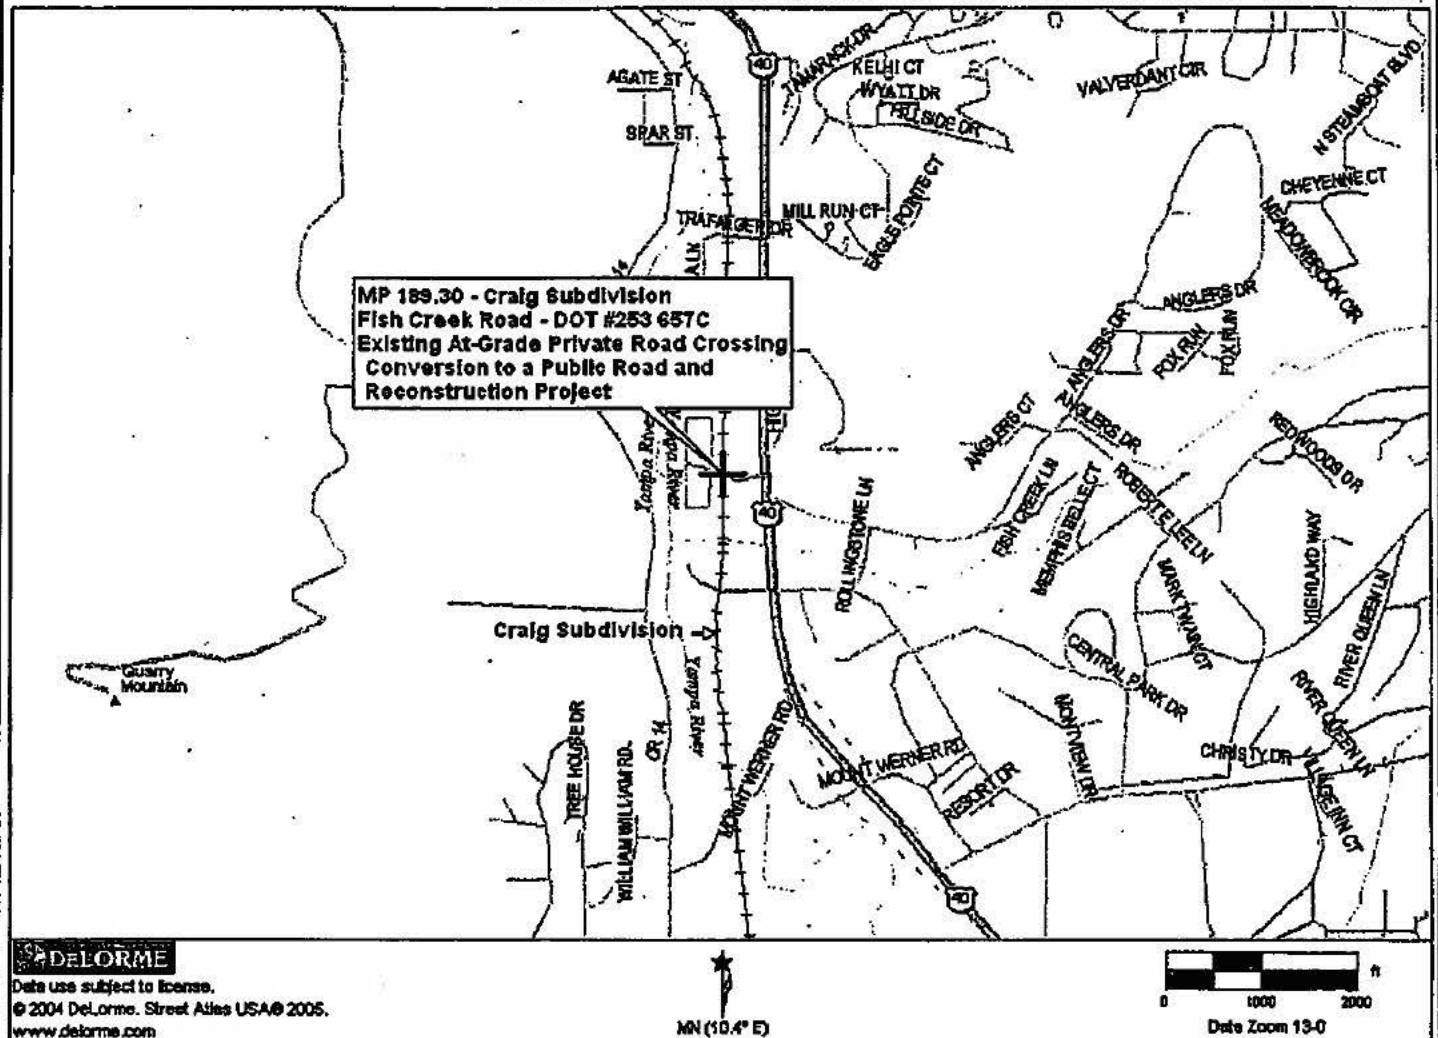 40
TAMARACK DR
KELHI CT
WYATT DR
HILLSIDE DR
VALVERDANT CIR
N STEAMBOAT BLVD
AGATE ST
SPAR ST
CHEYENNE CT
MEADOWBROOK CIR
TRAFALGER DR
MILL RUN CT
EAGLE POINTE CT
MP 189.30 - Craig Subdivision
Fish Creek Road - DOT #253 657C
Existing At-Grade Private Road Crossing
Conversion to a Public Road and
Reconstruction Project
ANGLERS DR
ANGLERS DR
FOX RUN
FOX RUN
ANGLERS CT
ANGLERS DR
REDWOODS DR
Yampa River
40
ROLLINGSTONE LN
FISH CREEK LN
MEMPHIS BELLE CT
ROBERT E LEE LN
HIGHLAND WAY
MARK TWAIN CT
RIVER QUEEN LN
Craig Subdivision
Yampa River
Quarry
Mountain
CENTRAL PARK DR
RIVER QUEEN LN
TREE HOUSE DR
WILLIAM WILLIAM RD.
CR 14
MOUNT WERNER RD
MOUNT WERNER RD
RESORT DR
MONTVIEW DR
CHRISTY DR
VILLAGE INN CT
40
DELORME
Data use subject to license.
© 2004 DeLorme. Street Atlas USA® 2005.
www.delorme.com
MN (10.4° E)
ft
0 1000 2000
Data Zoom 13-0